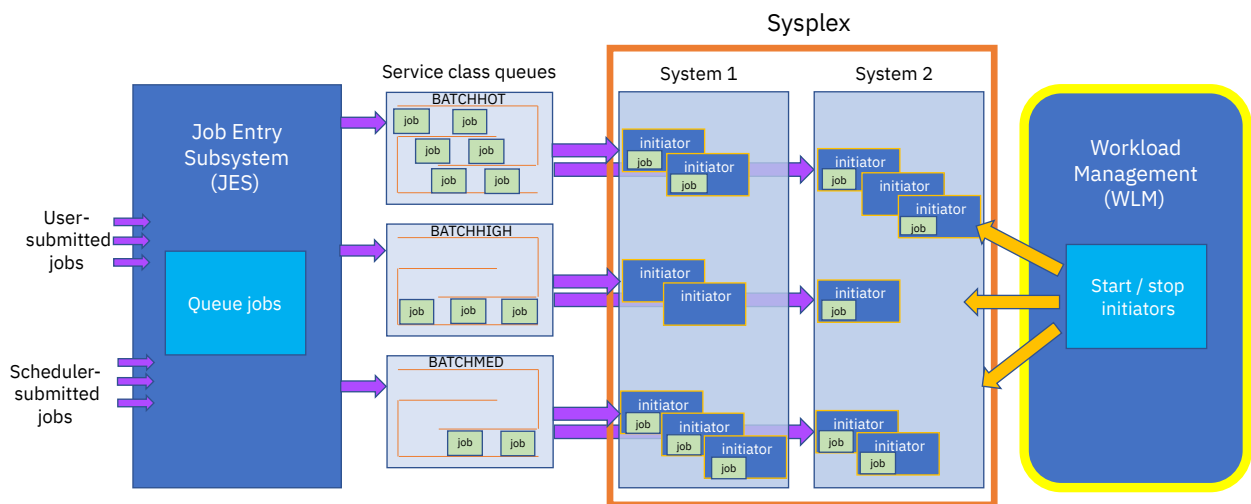 Sysplex
Service class queues
System 1
System 2
Job Entry
Subsystem
(JES)
Queue jobs
User-
submitted
jobs
Scheduler-
submitted
jobs
BATCHHOT
job
job
job
job
job
job
BATCHHIGH
job
job
job
BATCHMED
job
job
initiator
job
initiator
job
initiator
initiator
initiator
job
initiator
job
initiator
job
initiator
job
initiator
initiator
job
initiator
job
initiator
job
initiator
job
Workload
Management
(WLM)
Start / stop
initiators